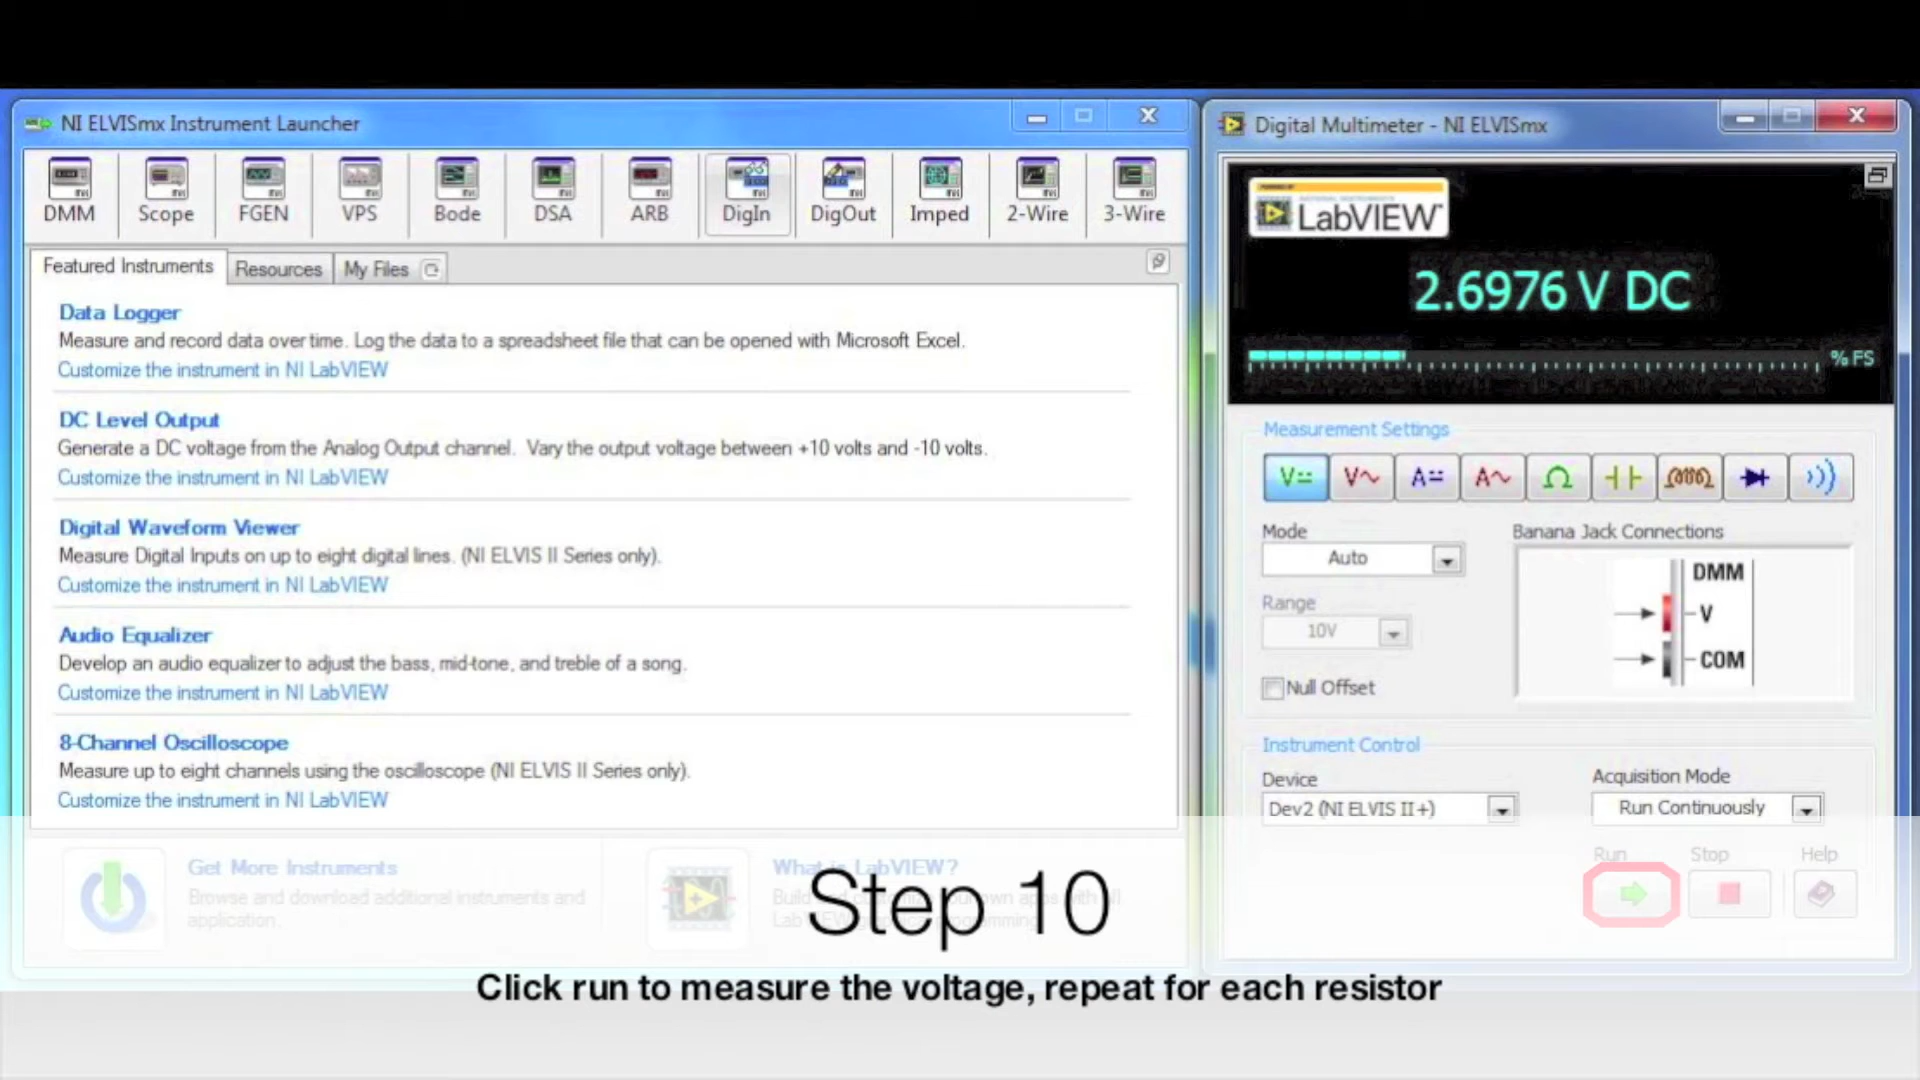 NI ELVISmx Instrument Launcher
DMM
Scope
FGEN
VPS
Bode
DSA
ARB
DigIn
DigOut
Imped
2-Wire
3-Wire
Featured Instruments
Resources
My Files
Data Logger
Measure and record data over time. Log the data to a spreadsheet file that can be opened with Microsoft Excel.
Customize the instrument in NI LabVIEW
DC Level Output
Generate a DC voltage from the Analog Output channel. Vary the output voltage between +10 volts and -10 volts.
Customize the instrument in NI LabVIEW
Digital Waveform Viewer
Measure Digital Inputs on up to eight digital lines. (NI ELVIS II Series only).
Customize the instrument in NI LabVIEW
Audio Equalizer
Develop an audio equalizer to adjust the bass, mid-tone, and treble of a song.
Customize the instrument in NI LabVIEW
8-Channel Oscilloscope
Measure up to eight channels using the oscilloscope (NI ELVIS II Series only).
Customize the instrument in NI LabVIEW
Get More Instruments
Browse and download additional instruments and
application.
What is LabVIEW?
Digital Multimeter - NI ELVISmx
LabVIEW
2.6976 V DC
% FS
Measurement Settings
V
V
A
A
Ω
Mode
Auto
Range
10V
Null Offset
Banana Jack Connections
DMM
V
COM
Instrument Control
Device
Dev2 (NI ELVIS II+)
Acquisition Mode
Run Continuously
Run
Stop
Help
Step 10
Click run to measure the voltage, repeat for each resistor